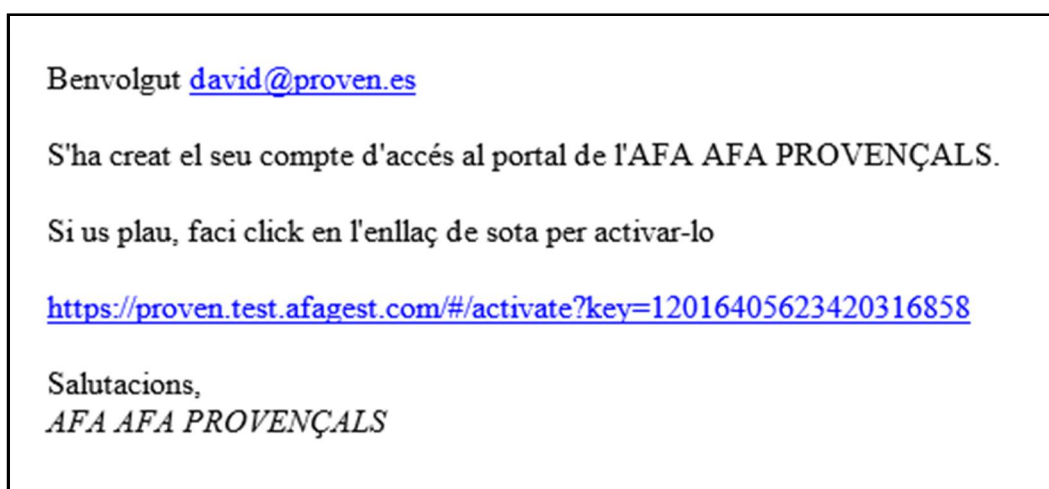 Benvolgut david@proven.es
S'ha creat el seu compte d'accés al portal de l'AFA AFA PROVENÇALS.
Si us plau, faci click en l'enllaç de sota per activar-lo
https://proven.test.afagest.com/#/activate?key=12016405623420316858
Salutacions,
AFA AFA PROVENÇALS